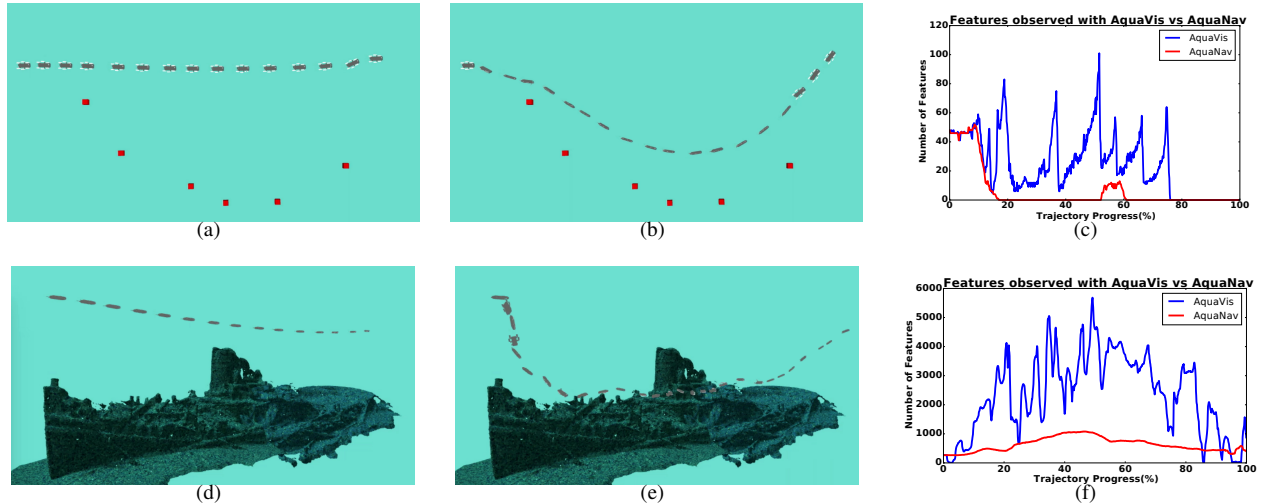 Features observed with AquaVis vs AquaNav
120
100
80
60
40
20
0
Number of Features
AquaVis
AquaNav
0 20 40 60 80 100
Trajectory Progress(%)
(a)
(b)
(c)
Features observed with AquaVis vs AquaNav
6000
5000
4000
3000
2000
1000
0
Number of Features
AquaVis
AquaNav
0 20 40 60 80 100
Trajectory Progress(%)
(d)
(e)
(f)